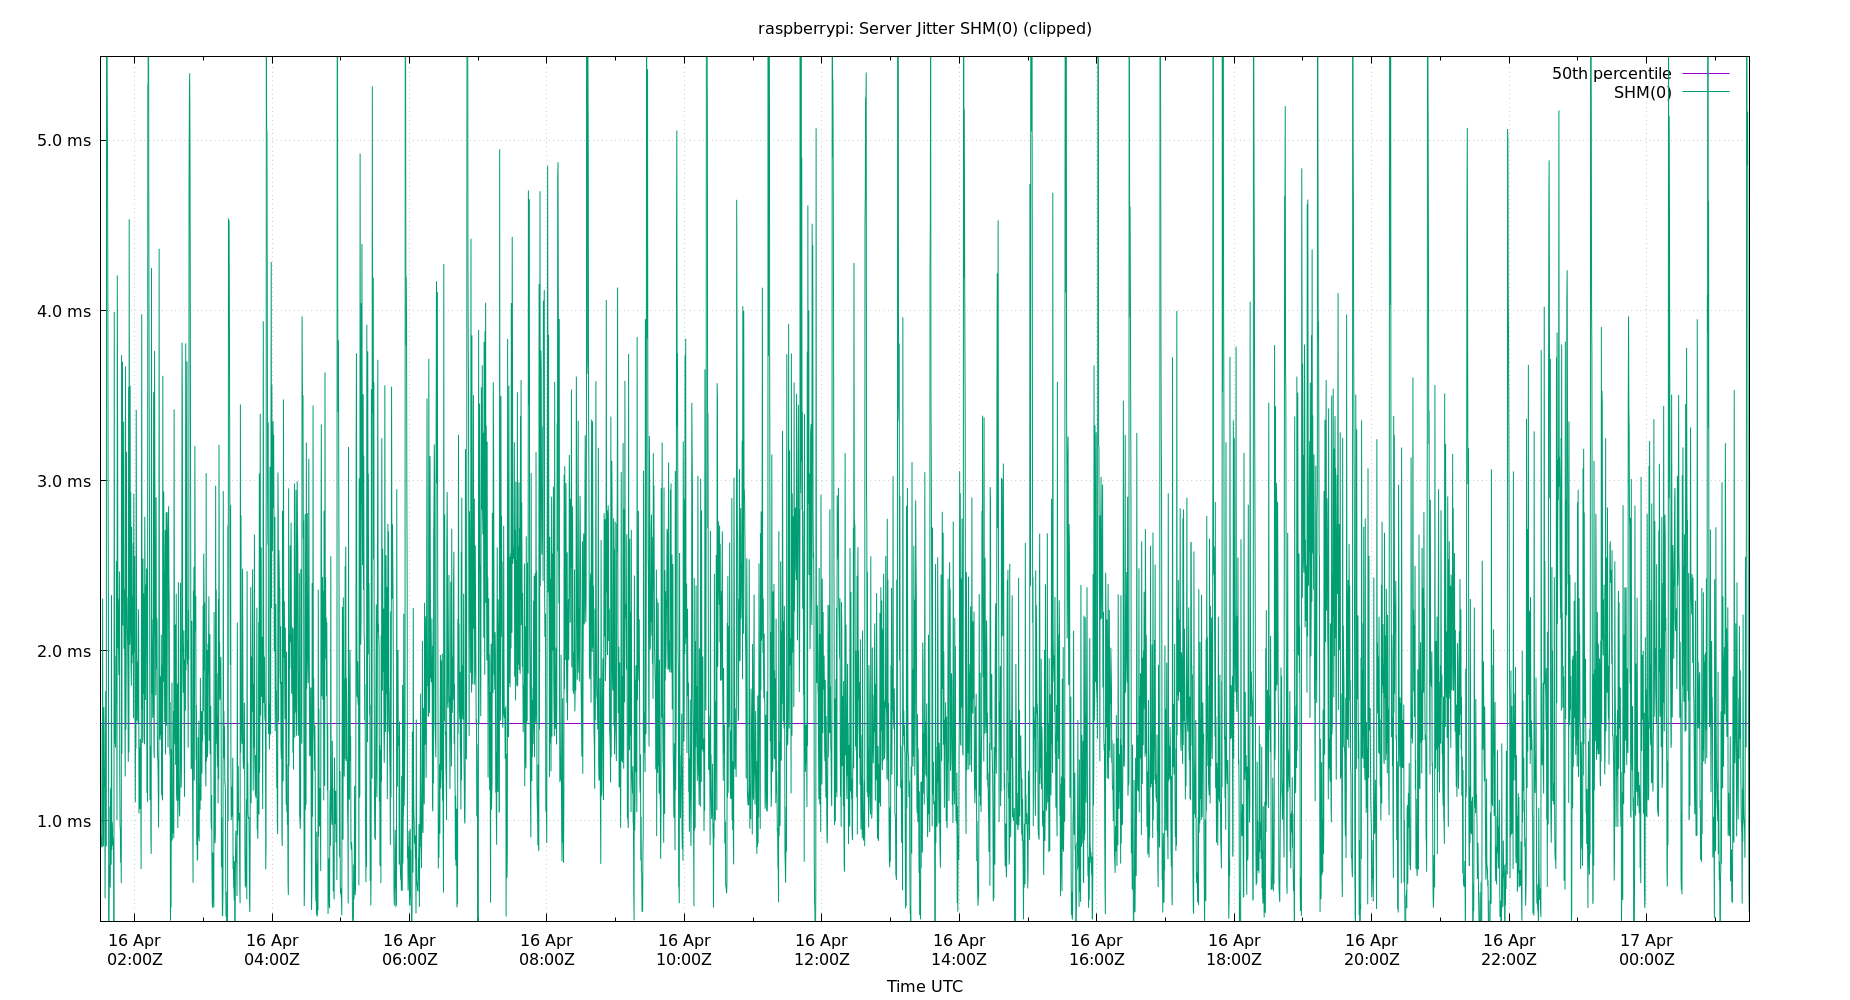 raspberrypi: Server Jitter SHM(0) (clipped)
50th percentile
SHM(0)
5.0 ms
4.0 ms
3.0 ms
2.0 ms
1.0 ms
16 Apr 16 Apr 16 Apr 16 Apr 16 Apr 16 Apr 16 Apr 16 Apr 16 Apr 16 Apr 16 Apr 17 Apr
02:00Z 04:00Z 06:00Z 08:00Z 10:00Z 12:00Z 14:00Z 16:00Z 18:00Z 20:00Z 22:00Z 00:00Z
Time UTC